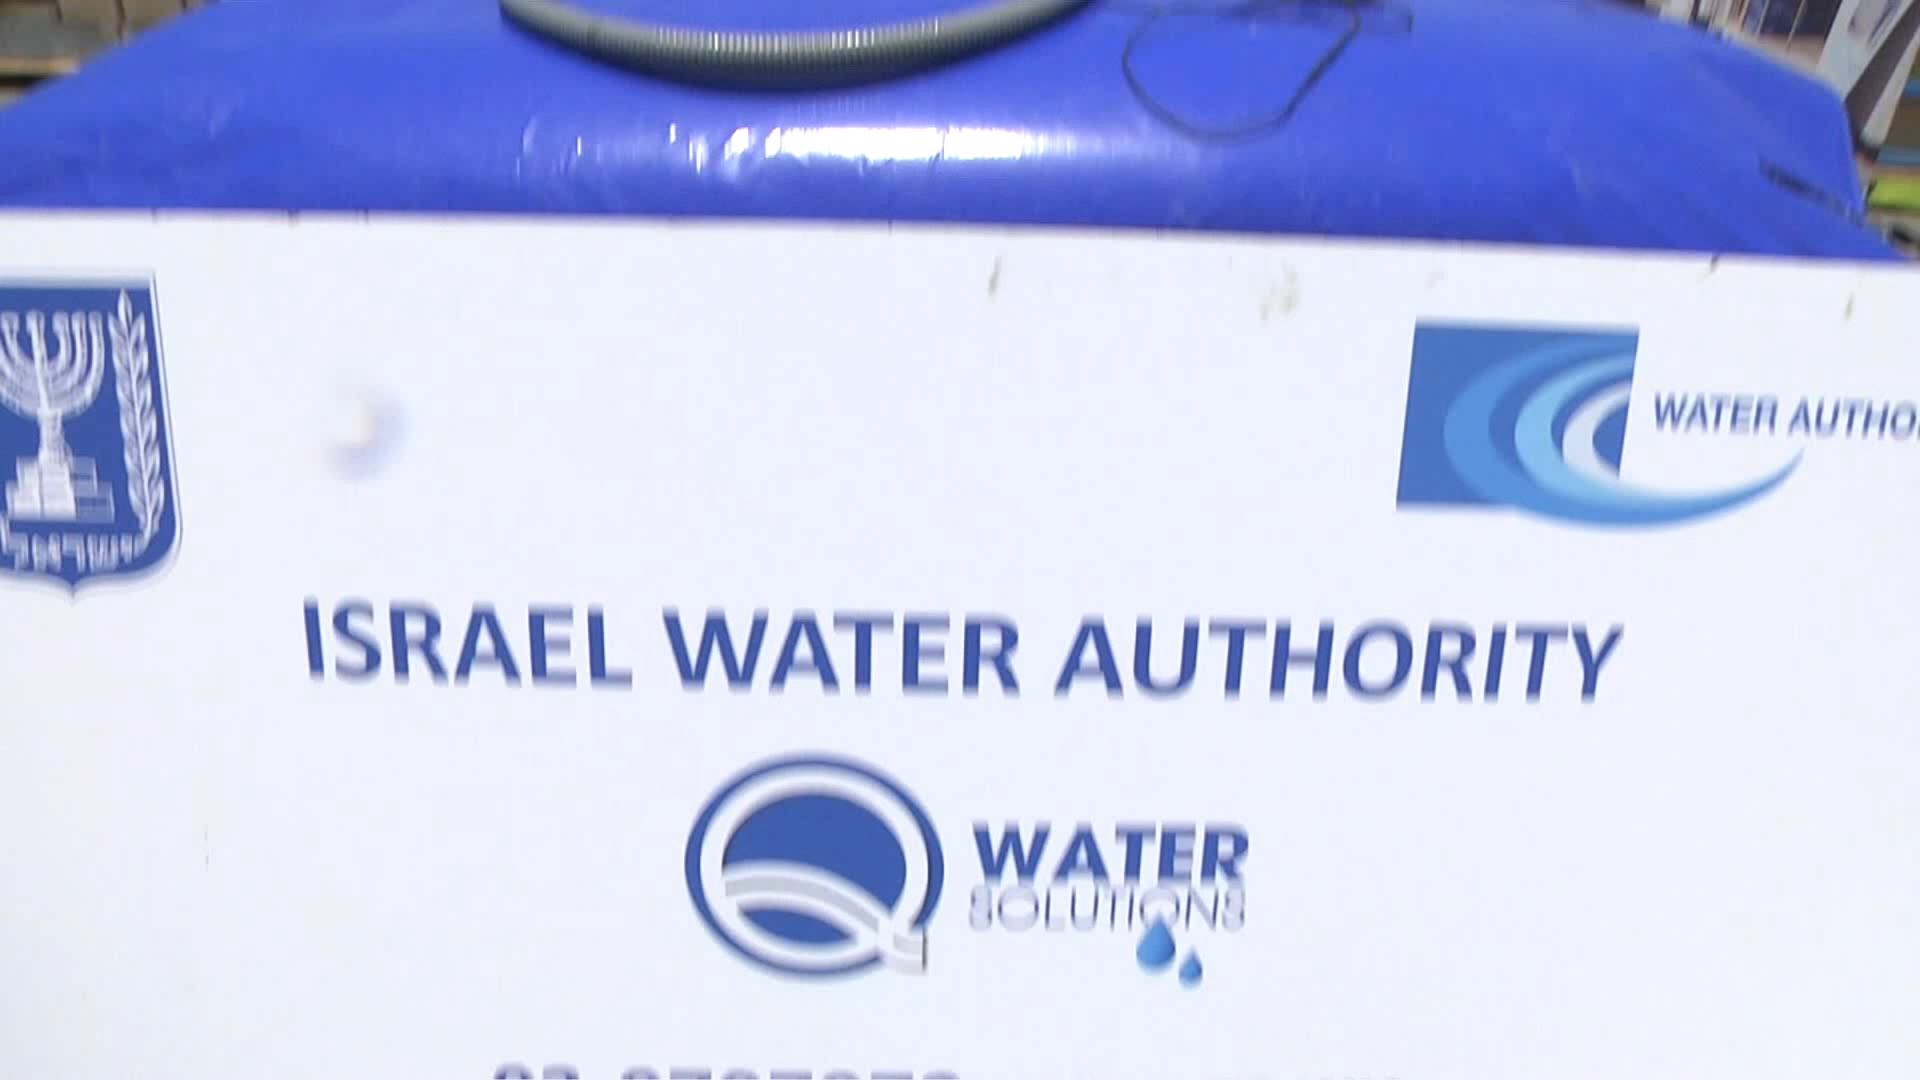 ישראל
WATER AUTHO
ISRAEL WATER AUTHORITY
WATER
SOLUTIONS